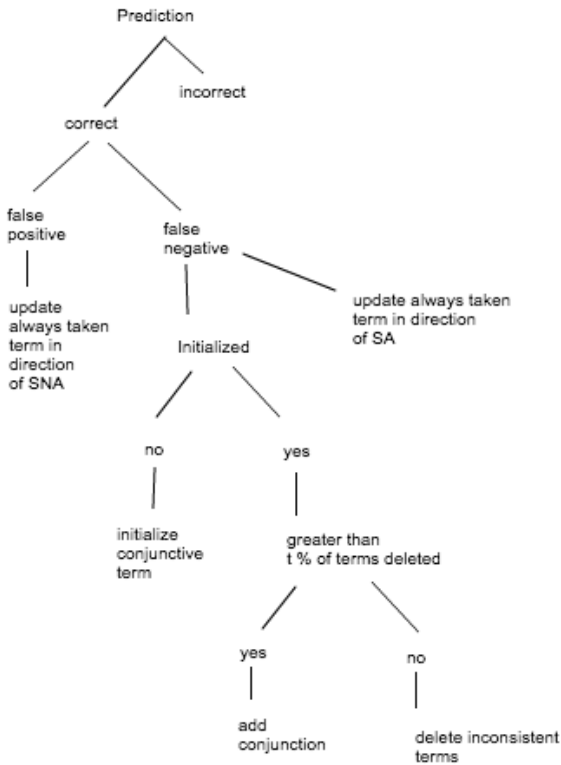 Prediction
incorrect
correct
false
positive
false
negative
update
always taken
term in
direction
of SNA
update always taken
term in direction
of SA
Initialized
no
yes
initialize
conjunctive
term
greater than
t % of terms deleted
yes
no
add
conjunction
delete inconsistent
terms